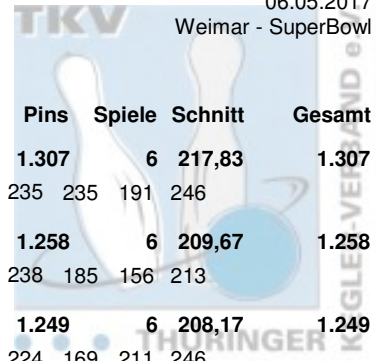 06.05.2017
TKV
Weimar - SuperBowl
Pins Spiele Schnitt Gesamt
1.307 6 217,83 1.307
235 235 191 246
1.258 6 209,67 1.258
238 185 156 213
1.249 6 208,17 1.249
224 169 211 246
THÜRINGER
KEGLER-VERBAND e.V.